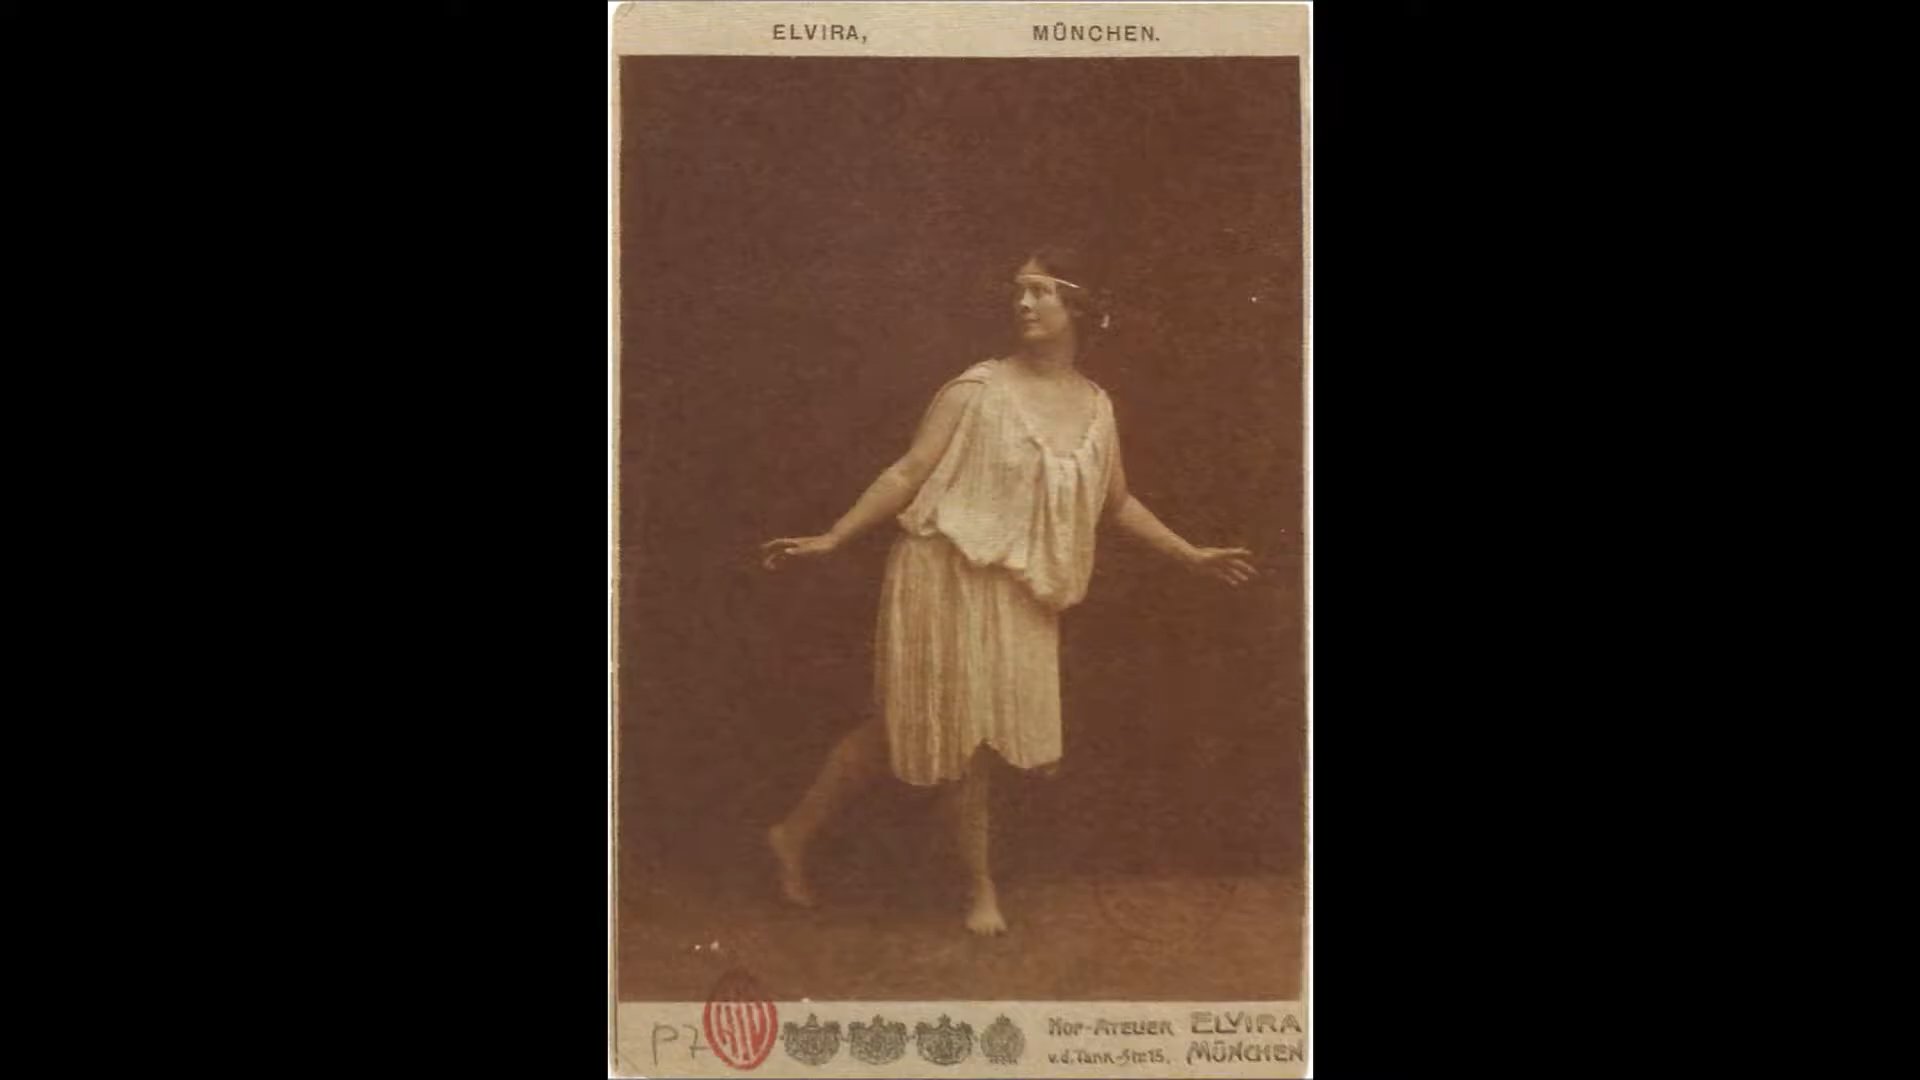 ELVIRA, MÜNCHEN.
P7
HOF-ATELIER ELVIRA
v.d.Tann-Str.15. MÜNCHEN